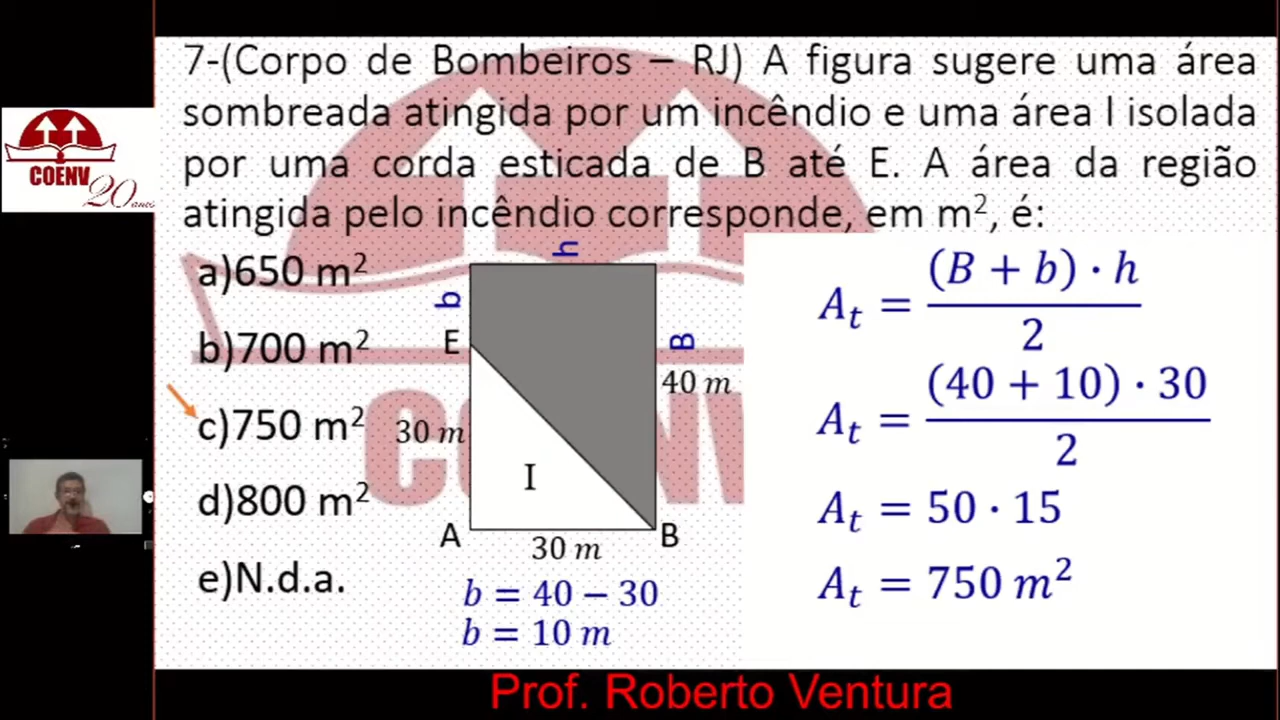 7-(Corpo de Bombeiros – RJ) A figura sugere uma área
sombreada atingida por um incêndio e uma área I isolada
por uma corda esticada de B até E. A área da região
atingida pelo incêndio corresponde, em m², é:
COENV
20 anos
a)650 m²
b)700 m²
c)750 m²
d)800 m²
e)N.d.a.
h
b
E
B
40 m
30 m
I
A
B
30 m
b = 40 − 30
b = 10 m
A_t = (B + b) · h / 2
A_t = (40 + 10) · 30 / 2
A_t = 50 · 15
A_t = 750 m²
COENV
Prof. Roberto Ventura